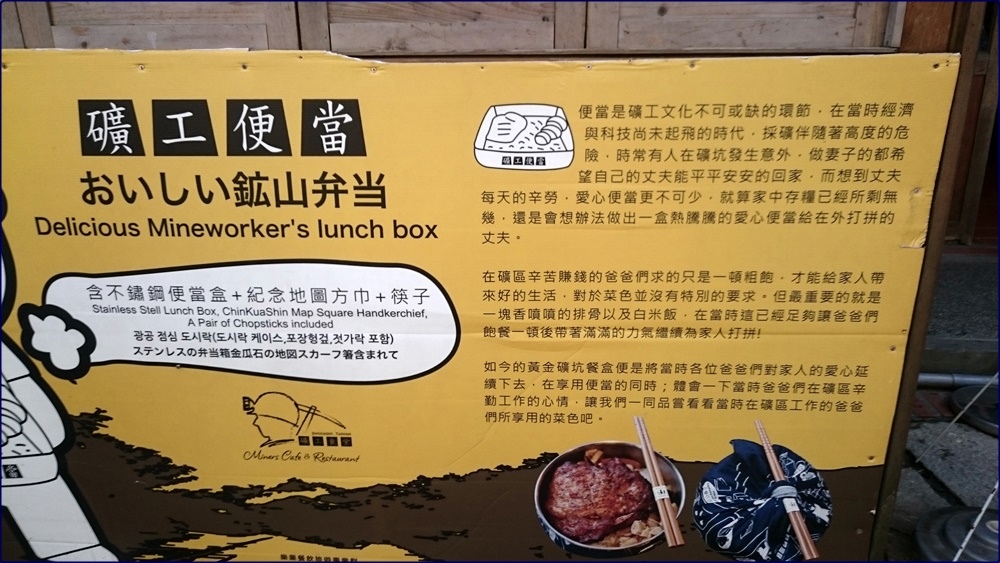 礦工便當
おいしい鉱山弁当
Delicious Mineworker's lunch box
含不鏽鋼便當盒+紀念地圖方巾+筷子
Stainless Stell Lunch Box, ChinKuaShin Map Square Handkerchief,
A Pair of Chopsticks included
광공 점심 도시락(도시락 케이스,포장헝겊,젓가락 포함)
ステンレスの弁当箱金瓜石の地図スカーフ箸含まれて
礦工食堂
Miners Cafe & Restaurant
礦工便當
便當是礦工文化不可或缺的環節，在當時經濟
與科技尚未起飛的時代，採礦伴隨著高度的危
險，時常有人在礦坑發生意外，做妻子的都希
望自己的丈夫能平平安安的回家，而想到丈夫
每天的辛勞，愛心便當更不可少，就算家中存糧已經所剩無
幾，還是會想辦法做出一盒熱騰騰的愛心便當給在外打拼的
丈夫。
在礦區辛苦賺錢的爸爸們求的只是一頓粗飽，才能給家人帶
來好的生活，對於菜色並沒有特別的要求。但最重要的就是
一塊香噴噴的排骨以及白米飯，在當時這已經足夠讓爸爸們
飽餐一頓後帶著滿滿的力氣繼續為家人打拼!
如今的黃金礦坑餐盒便是將當時各位爸爸們對家人的愛心延
續下去，在享用便當的同時；體會一下當時爸爸們在礦區辛
勤工作的心情，讓我們一同品嘗看看當時在礦區工作的爸爸
們所享用的菜色吧。